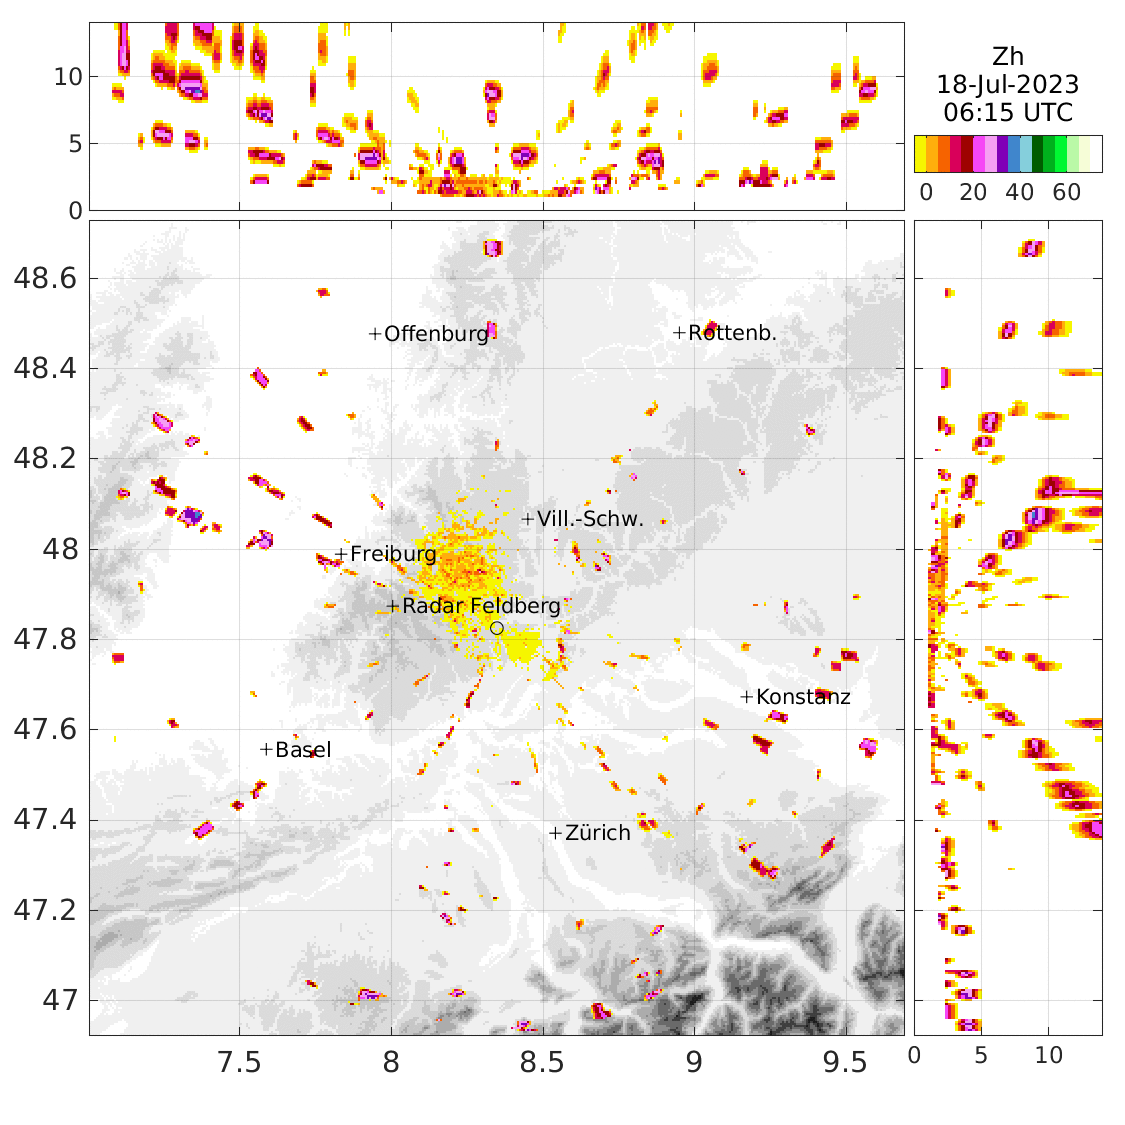 Zh
18-Jul-2023
06:15 UTC
0 20 40 60
10
5
0
48.6
48.4
48.2
48
47.8
47.6
47.4
47.2
47
+Offenburg
+Rottenb.
+Vill.-Schw.
+Freiburg
+Radar Feldberg
+Konstanz
+Basel
+Zürich
7.5 8 8.5 9 9.5
0 5 10